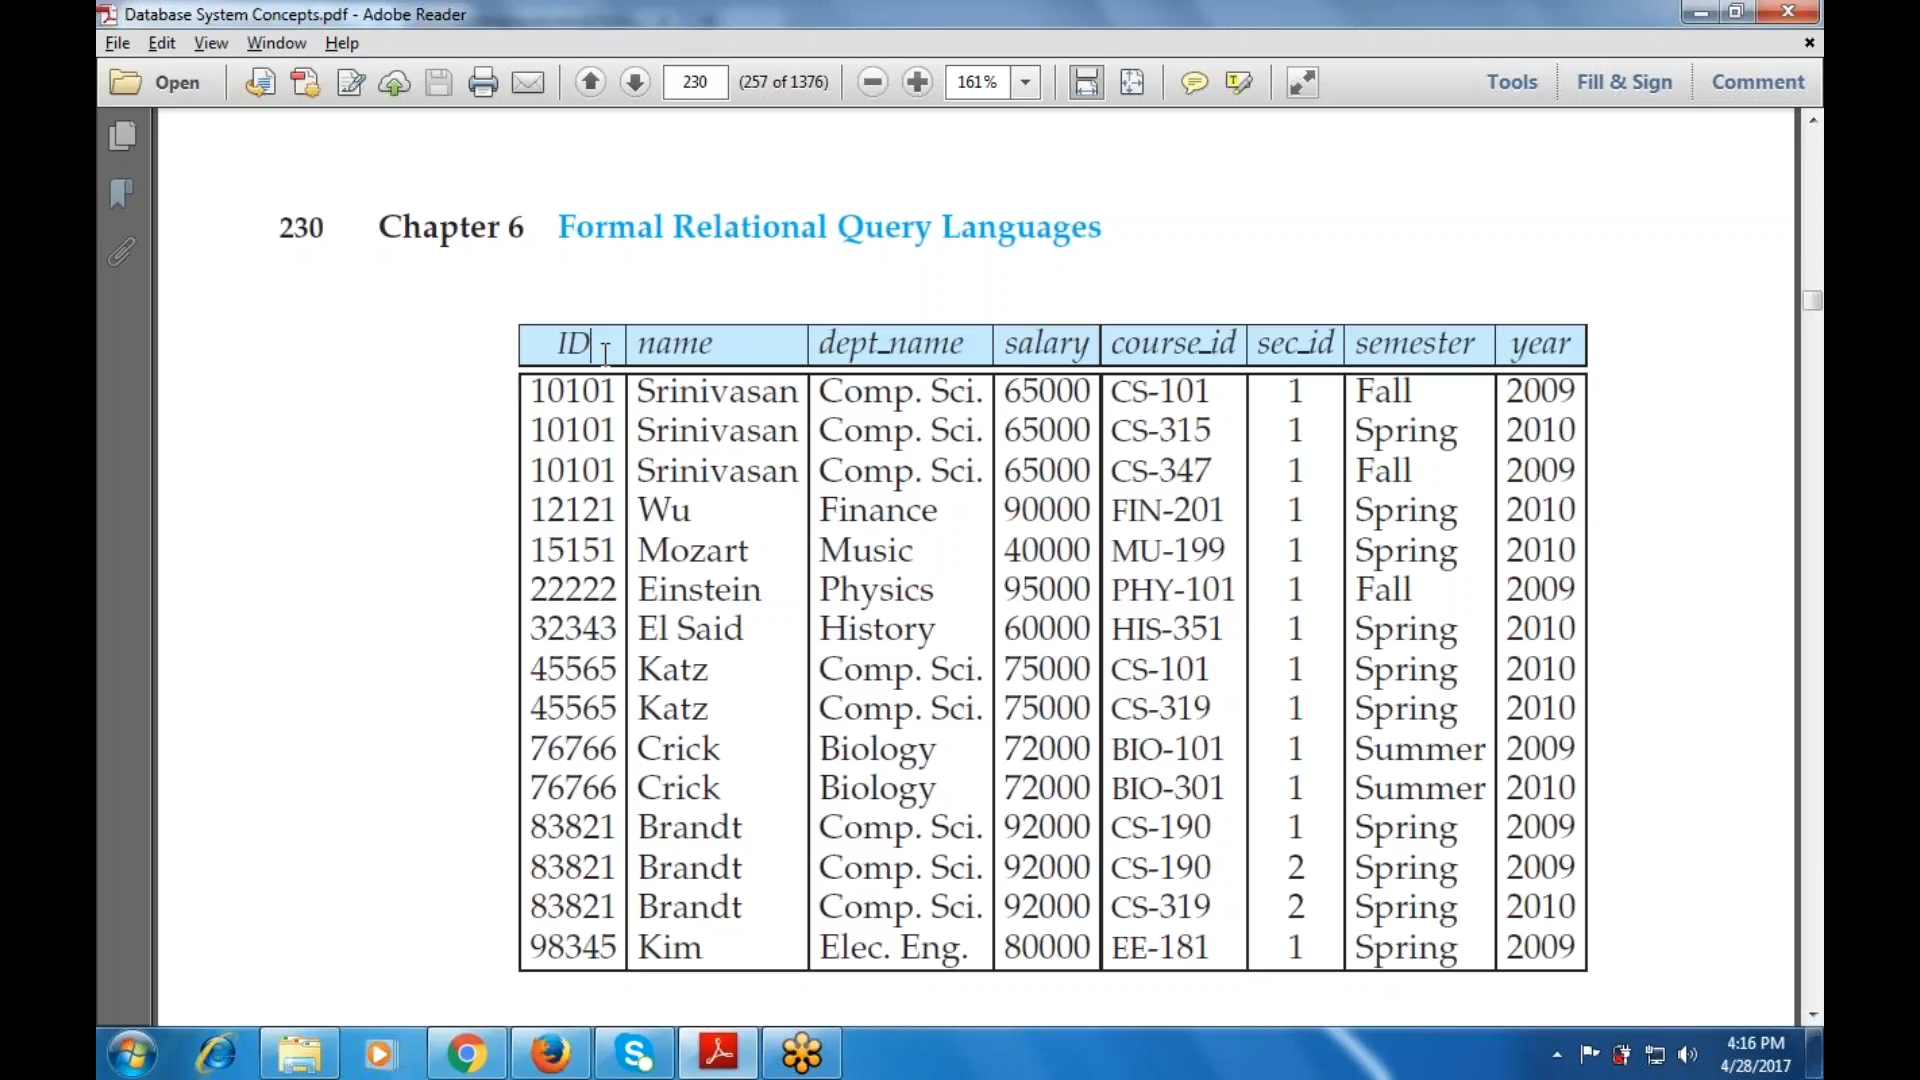 Database System Concepts.pdf - Adobe Reader
File Edit View Window Help
Open 230 (257 of 1376) 161% Tools Fill & Sign Comment
230 Chapter 6 Formal Relational Query Languages
ID name dept_name salary course_id sec_id semester year
10101 Srinivasan Comp. Sci. 65000 CS-101 1 Fall 2009
10101 Srinivasan Comp. Sci. 65000 CS-315 1 Spring 2010
10101 Srinivasan Comp. Sci. 65000 CS-347 1 Fall 2009
12121 Wu Finance 90000 FIN-201 1 Spring 2010
15151 Mozart Music 40000 MU-199 1 Spring 2010
22222 Einstein Physics 95000 PHY-101 1 Fall 2009
32343 El Said History 60000 HIS-351 1 Spring 2010
45565 Katz Comp. Sci. 75000 CS-101 1 Spring 2010
45565 Katz Comp. Sci. 75000 CS-319 1 Spring 2010
76766 Crick Biology 72000 BIO-101 1 Summer 2009
76766 Crick Biology 72000 BIO-301 1 Summer 2010
83821 Brandt Comp. Sci. 92000 CS-190 1 Spring 2009
83821 Brandt Comp. Sci. 92000 CS-190 2 Spring 2009
83821 Brandt Comp. Sci. 92000 CS-319 2 Spring 2010
98345 Kim Elec. Eng. 80000 EE-181 1 Spring 2009
4:16 PM
4/28/2017